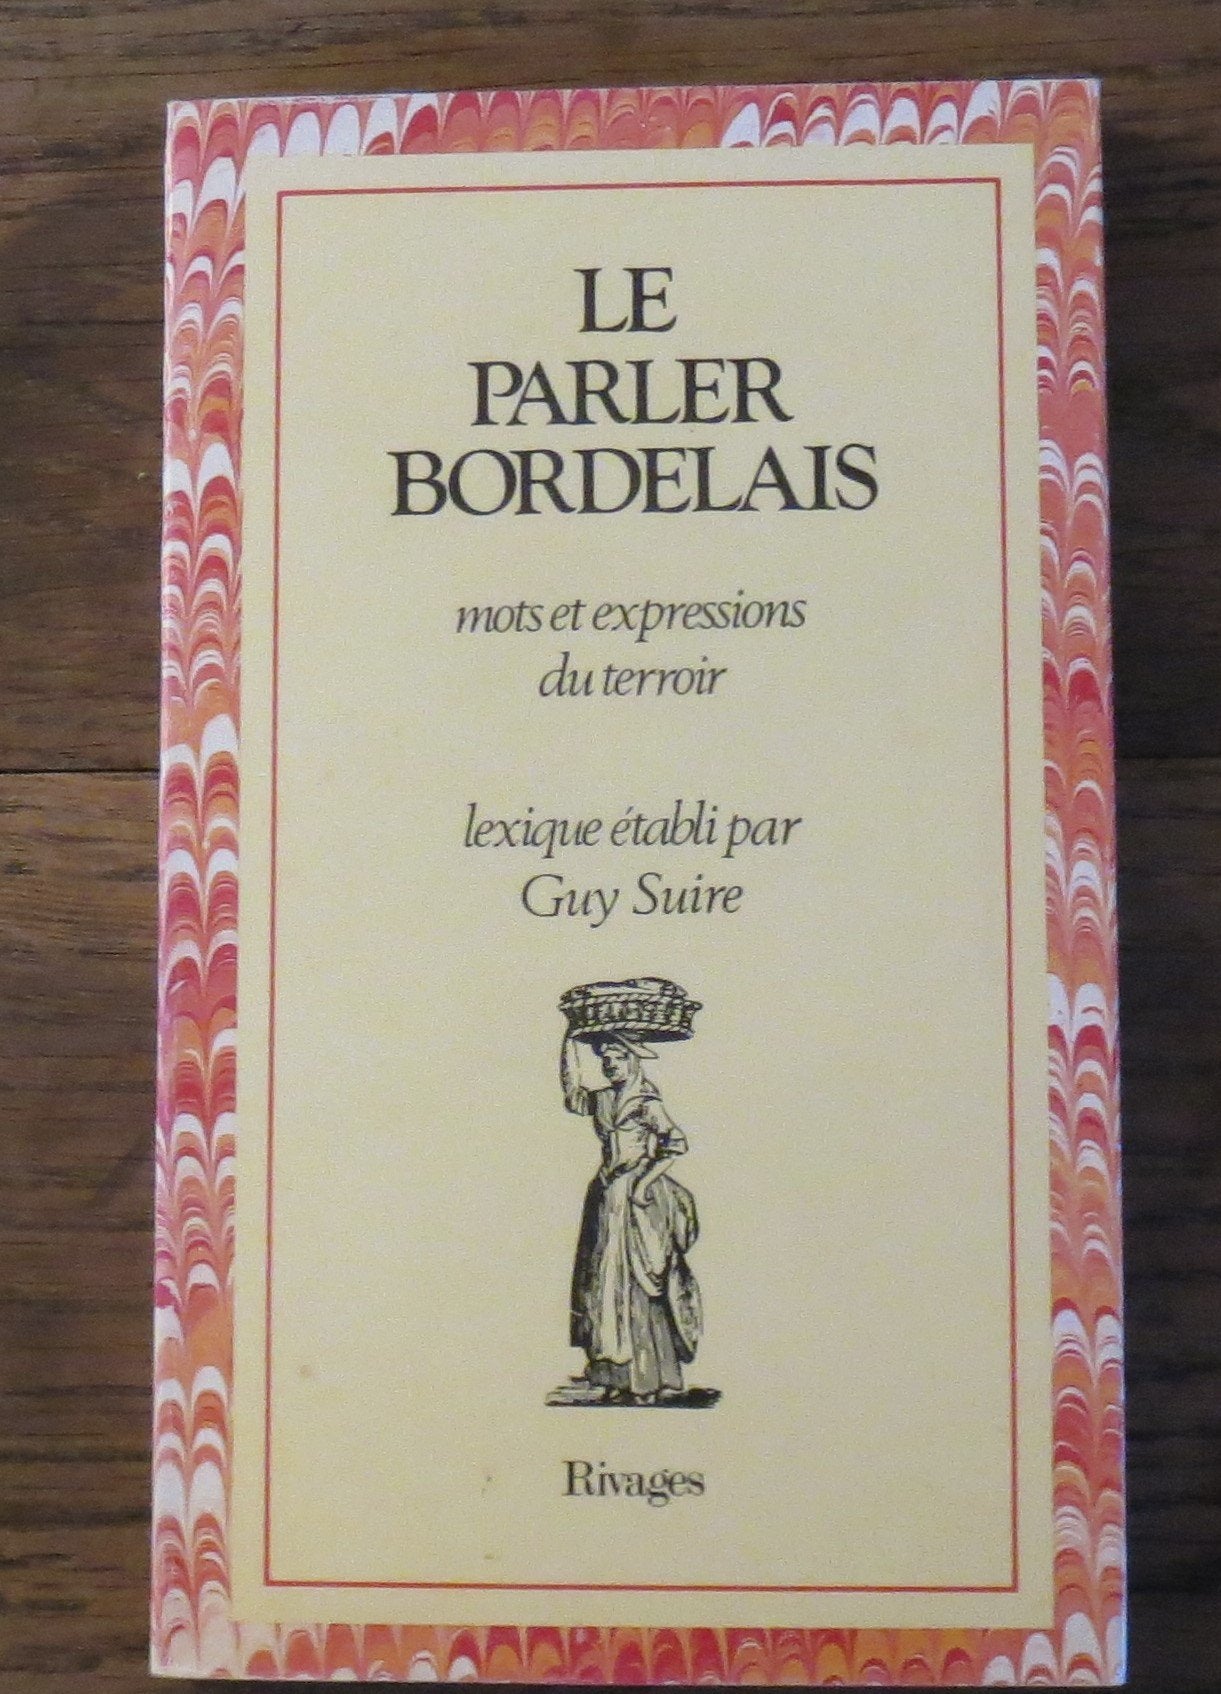 LE
PARLER
BORDELAIS
mots et expressions
du terroir
lexique établi par
Guy Suire
Rivages